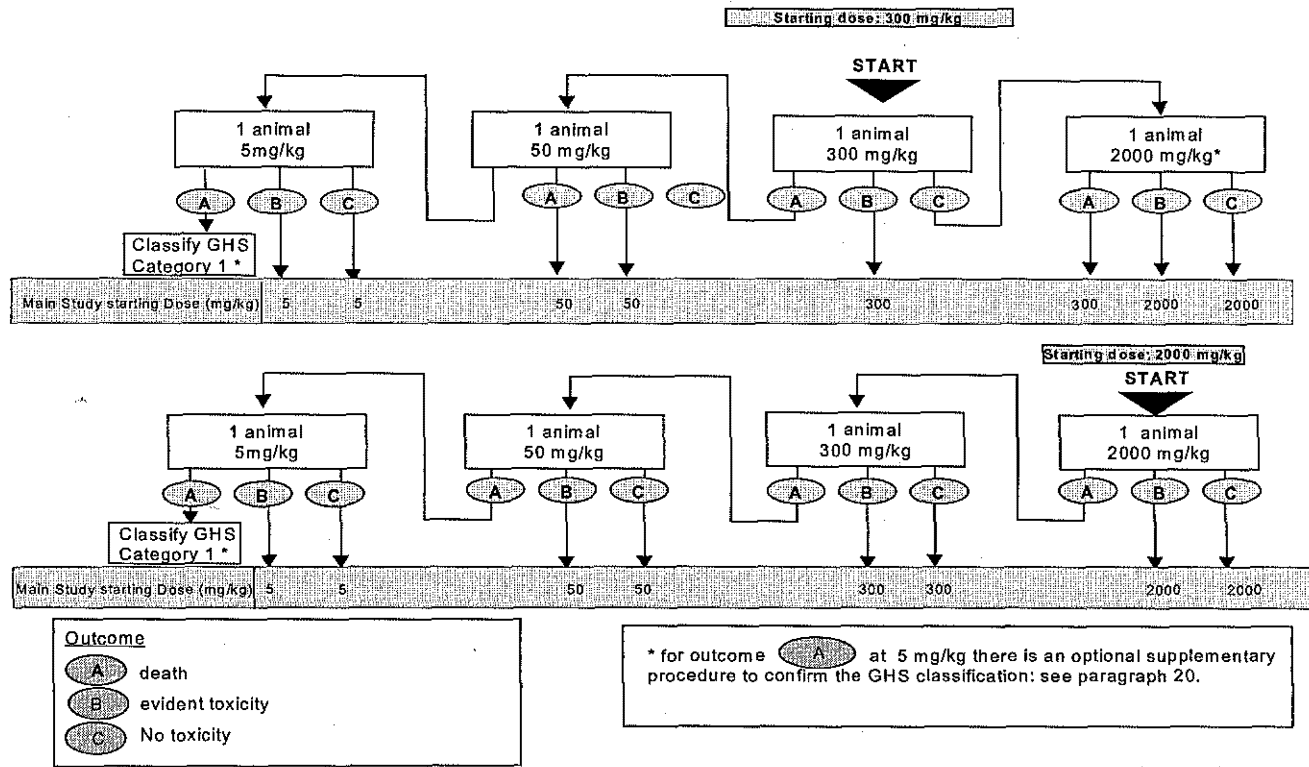 Starting dose: 300 mg/kg
START
1 animal
5mg/kg
1 animal
50 mg/kg
1 animal
300 mg/kg
1 animal
2000 mg/kg*
A B C A B C A B C A B C
Classify GHS
Category 1 *
Main Study starting Dose (mg/kg) 5 5 50 50 300 300 2000 2000
Starting dose: 2000 mg/kg
START
1 animal
5mg/kg
1 animal
50 mg/kg
1 animal
300 mg/kg
1 animal
2000 mg/kg
A B C A B C A B C A B C
Classify GHS
Category 1 *
Main Study starting Dose (mg/kg) 5 5 50 50 300 300 2000 2000
Outcome
A death
B evident toxicity
C No toxicity
* for outcome A at 5 mg/kg there is an optional supplementary
procedure to confirm the GHS classification: see paragraph 20.